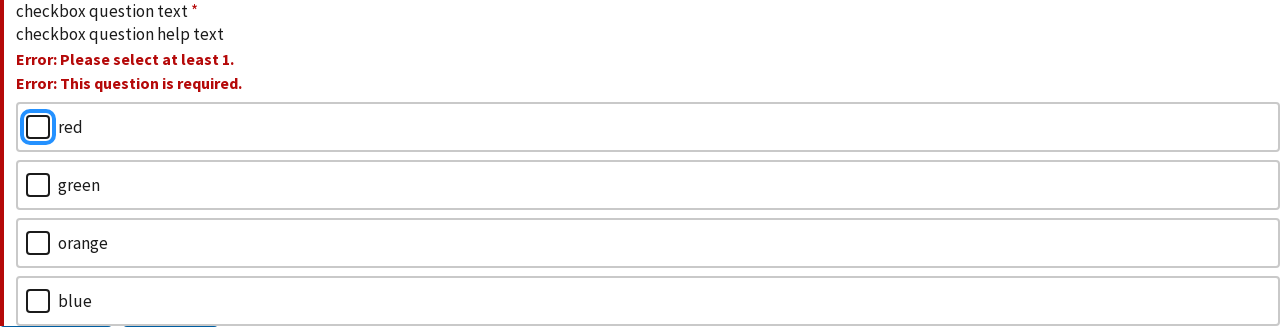 checkbox question text *
checkbox question help text
Error: Please select at least 1.
Error: This question is required.
red
green
orange
blue